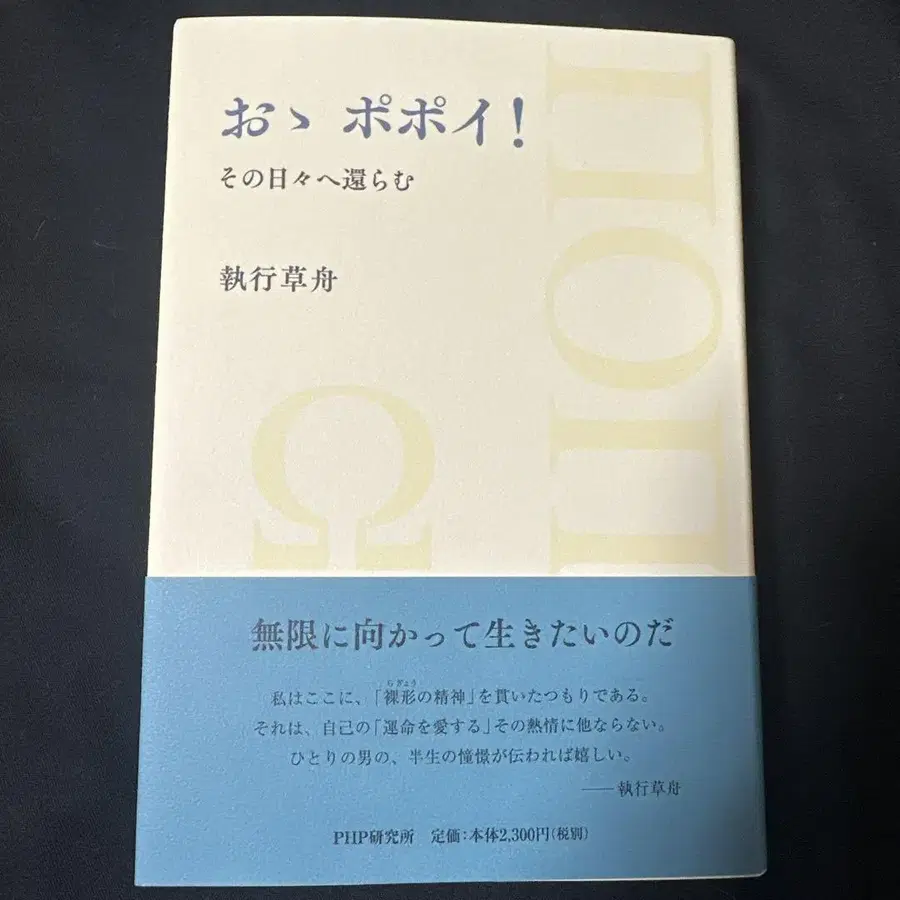 おゝ ポポイ!
その日々へ還らむ
執行草舟
無限に向かって生きたいのだ
らぎょう
私はここに、「裸形の精神」を貫いたつもりである。
それは、自己の「運命を愛する」その熱情に他ならない。
ひとりの男の、半生の憧憬が伝われば嬉しい。
——執行草舟
PHP研究所 定価:本体2,300円(税別)